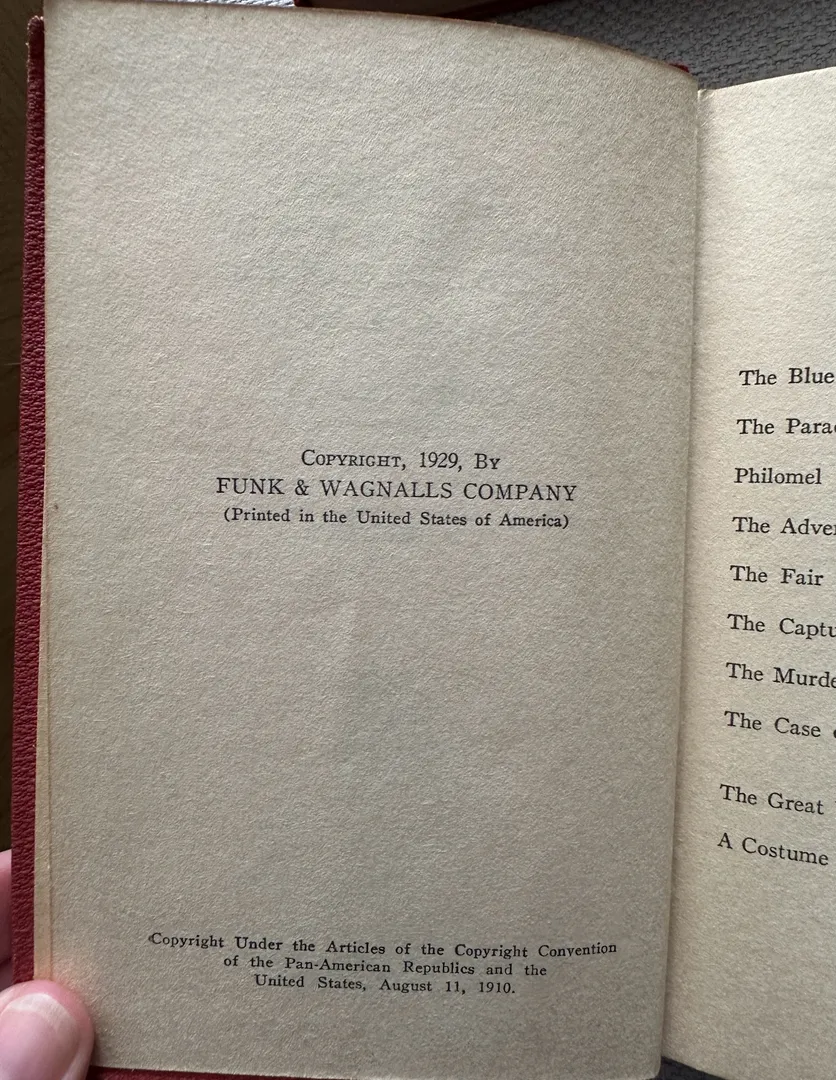 COPYRIGHT, 1929, BY
FUNK & WAGNALLS COMPANY
(Printed in the United States of America)
Copyright Under the Articles of the Copyright Convention
of the Pan-American Republics and the
United States, August 11, 1910.
The Blue
The
Philomel
The
The Fair
The
The
The Case
The Great
A Costume